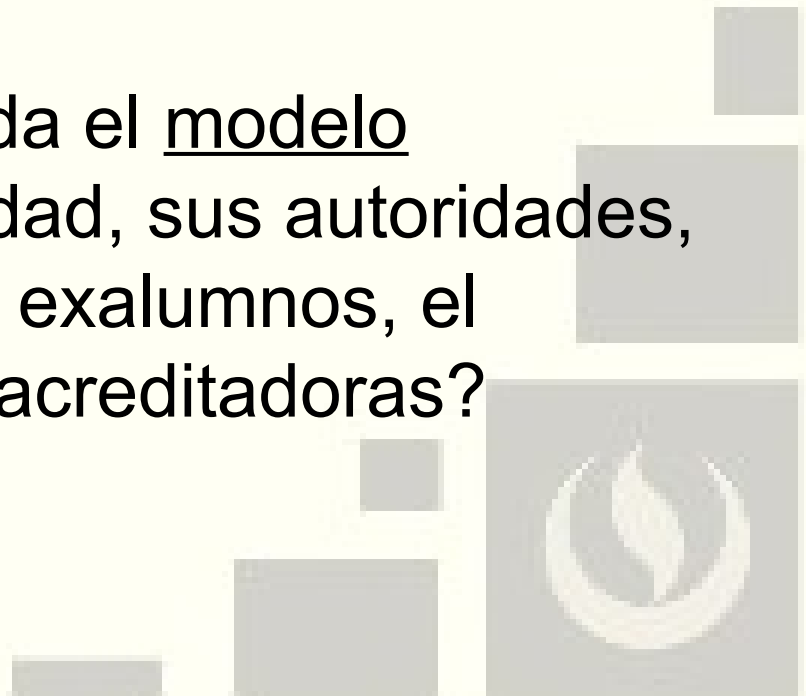 da el modelo
dad, sus autoridades,
exalumnos, el
acreditadoras?